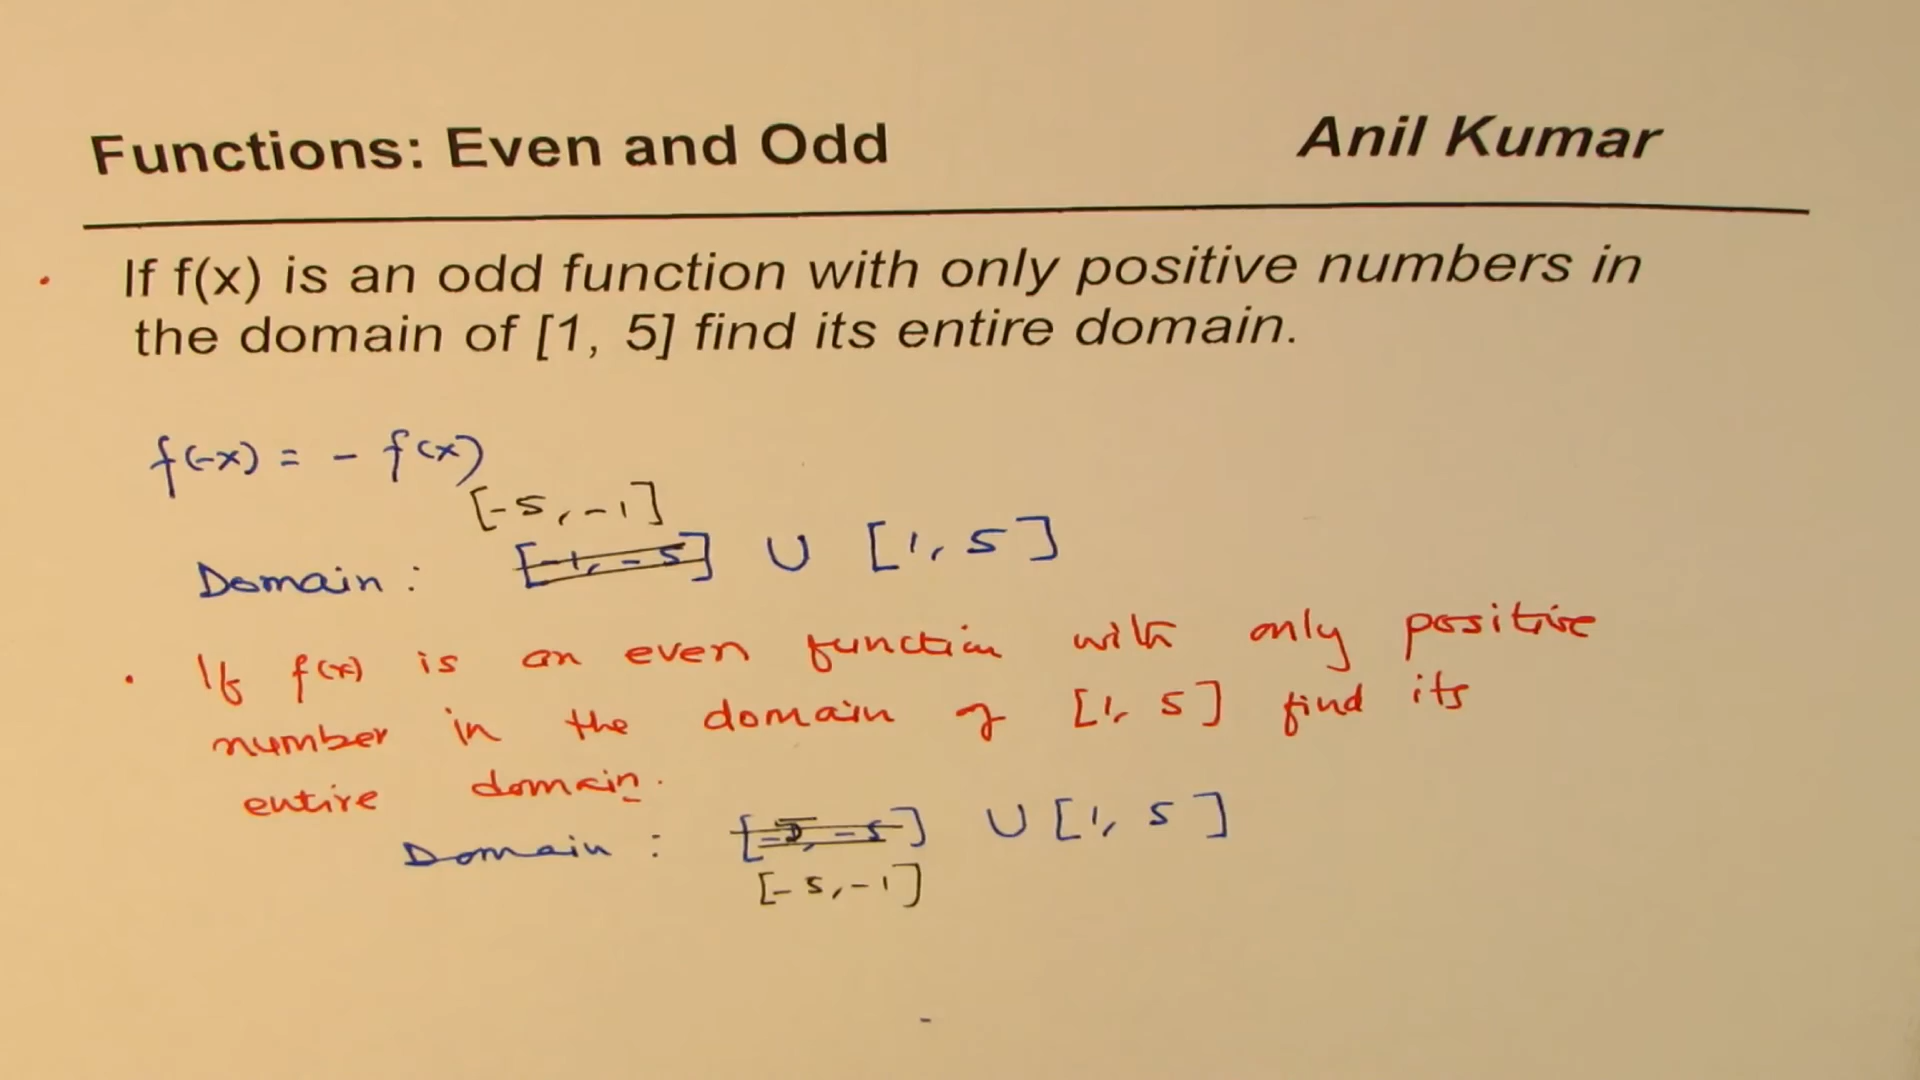 Functions: Even and Odd Anil Kumar
. If f(x) is an odd function with only positive numbers in
the domain of [1, 5] find its entire domain.
f(-x) = - f(x)
[-5, -1]
Domain : [-1, -5] ∪ [1, 5]
. If f(x) is an even function with only positive
number in the domain of [1, 5] find its
entire domain.
Domain : ∪ [1, 5]
[-5, -1]